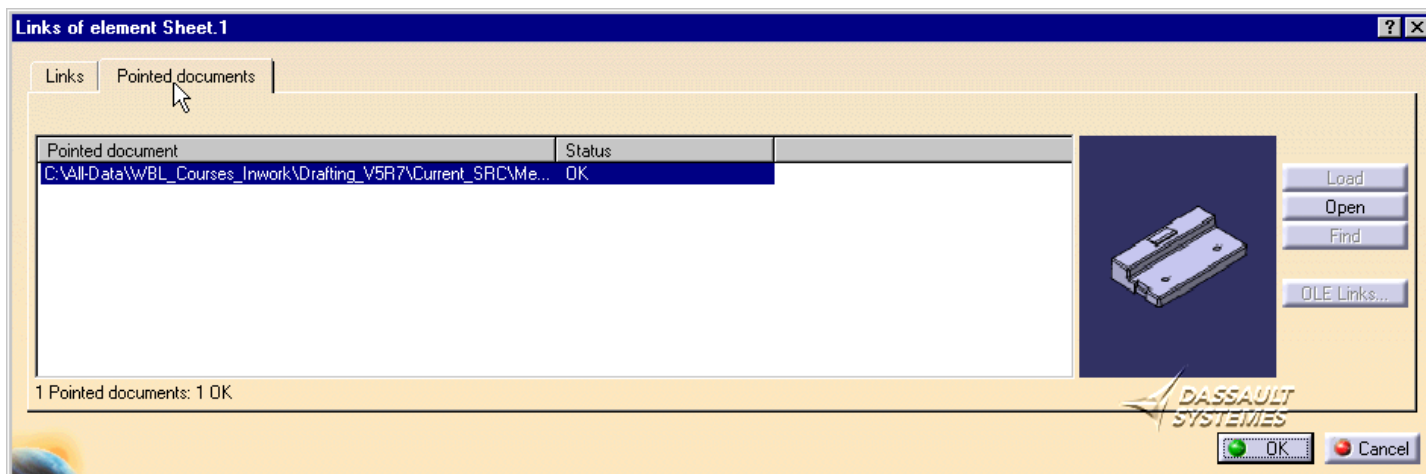 Links of element Sheet.1
Links
Pointed documents
Pointed document Status
C:\All-Data\WBL_Courses_Inwork\Drafting_V5R7\Current_SRC\Me... OK
Load
Open
Find
OLE Links...
1 Pointed documents: 1 OK
DASSAULT
SYSTEMES
OK
Cancel